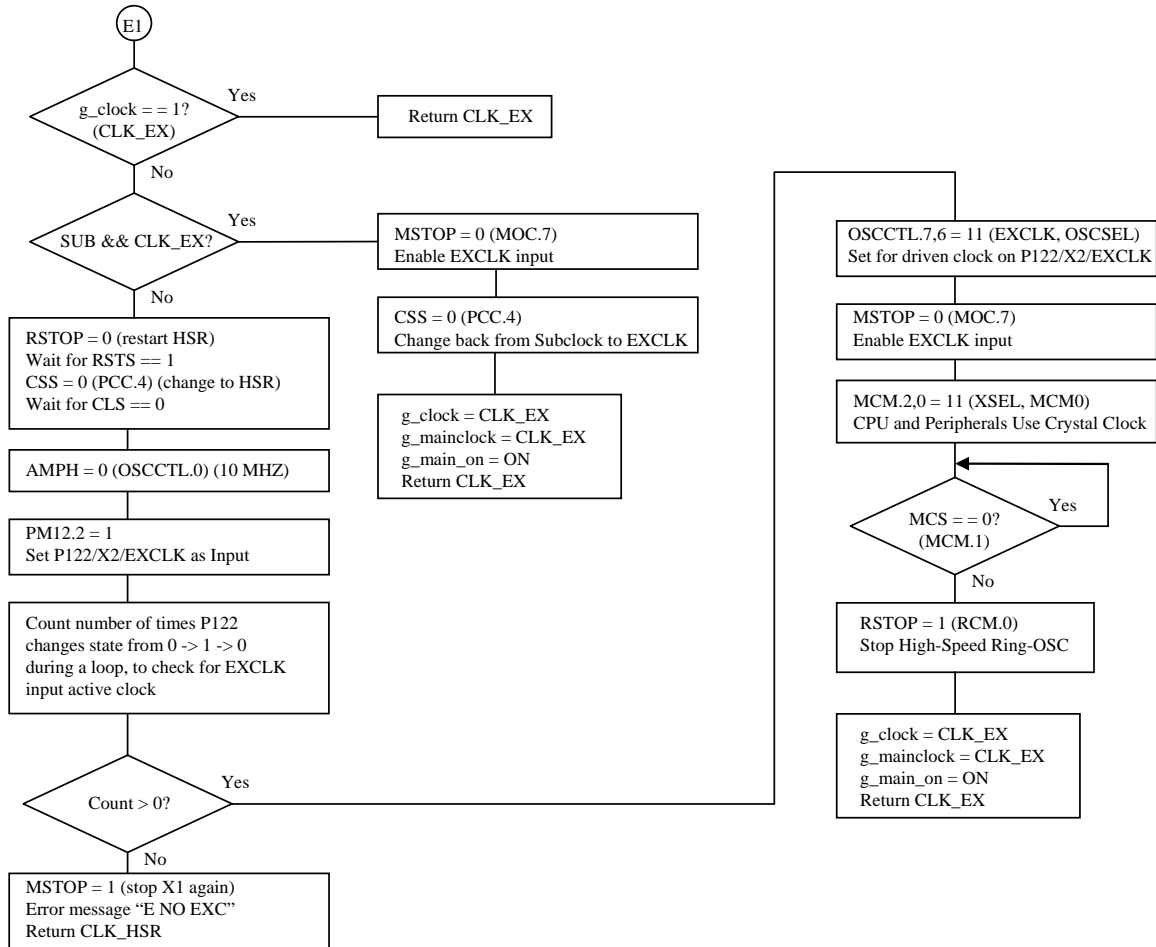 E1
g_clock = = 1?
(CLK_EX)
Yes
Return CLK_EX
No
SUB && CLK_EX?
Yes
MSTOP = 0 (MOC.7)
Enable EXCLK input
CSS = 0 (PCC.4)
Change back from Subclock to EXCLK
g_clock = CLK_EX
g_mainclock = CLK_EX
g_main_on = ON
Return CLK_EX
No
RSTOP = 0 (restart HSR)
Wait for RSTS == 1
CSS = 0 (PCC.4) (change to HSR)
Wait for CLS == 0
AMPH = 0 (OSCCTL.0) (10 MHZ)
PM12.2 = 1
Set P122/X2/EXCLK as Input
Count number of times P122
changes state from 0 -> 1 -> 0
during a loop, to check for EXCLK
input active clock
Count > 0?
Yes
No
MSTOP = 1 (stop X1 again)
Error message “E NO EXC”
Return CLK_HSR
OSCCTL.7,6 = 11 (EXCLK, OSCSEL)
Set for driven clock on P122/X2/EXCLK
MSTOP = 0 (MOC.7)
Enable EXCLK input
MCM.2,0 = 11 (XSEL, MCM0)
CPU and Peripherals Use Crystal Clock
MCS = = 0?
(MCM.1)
Yes
No
RSTOP = 1 (RCM.0)
Stop High-Speed Ring-OSC
g_clock = CLK_EX
g_mainclock = CLK_EX
g_main_on = ON
Return CLK_EX